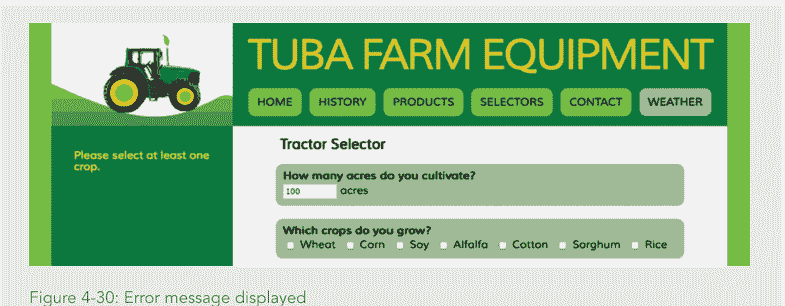 TUBA FARM EQUIPMENT
HOME HISTORY PRODUCTS SELECTORS CONTACT WEATHER
Please select at least one
crop.
Tractor Selector
How many acres do you cultivate?
100 acres
Which crops do you grow?
Wheat Corn Soy Alfalfa Cotton Sorghum Rice
Figure 4-30: Error message displayed